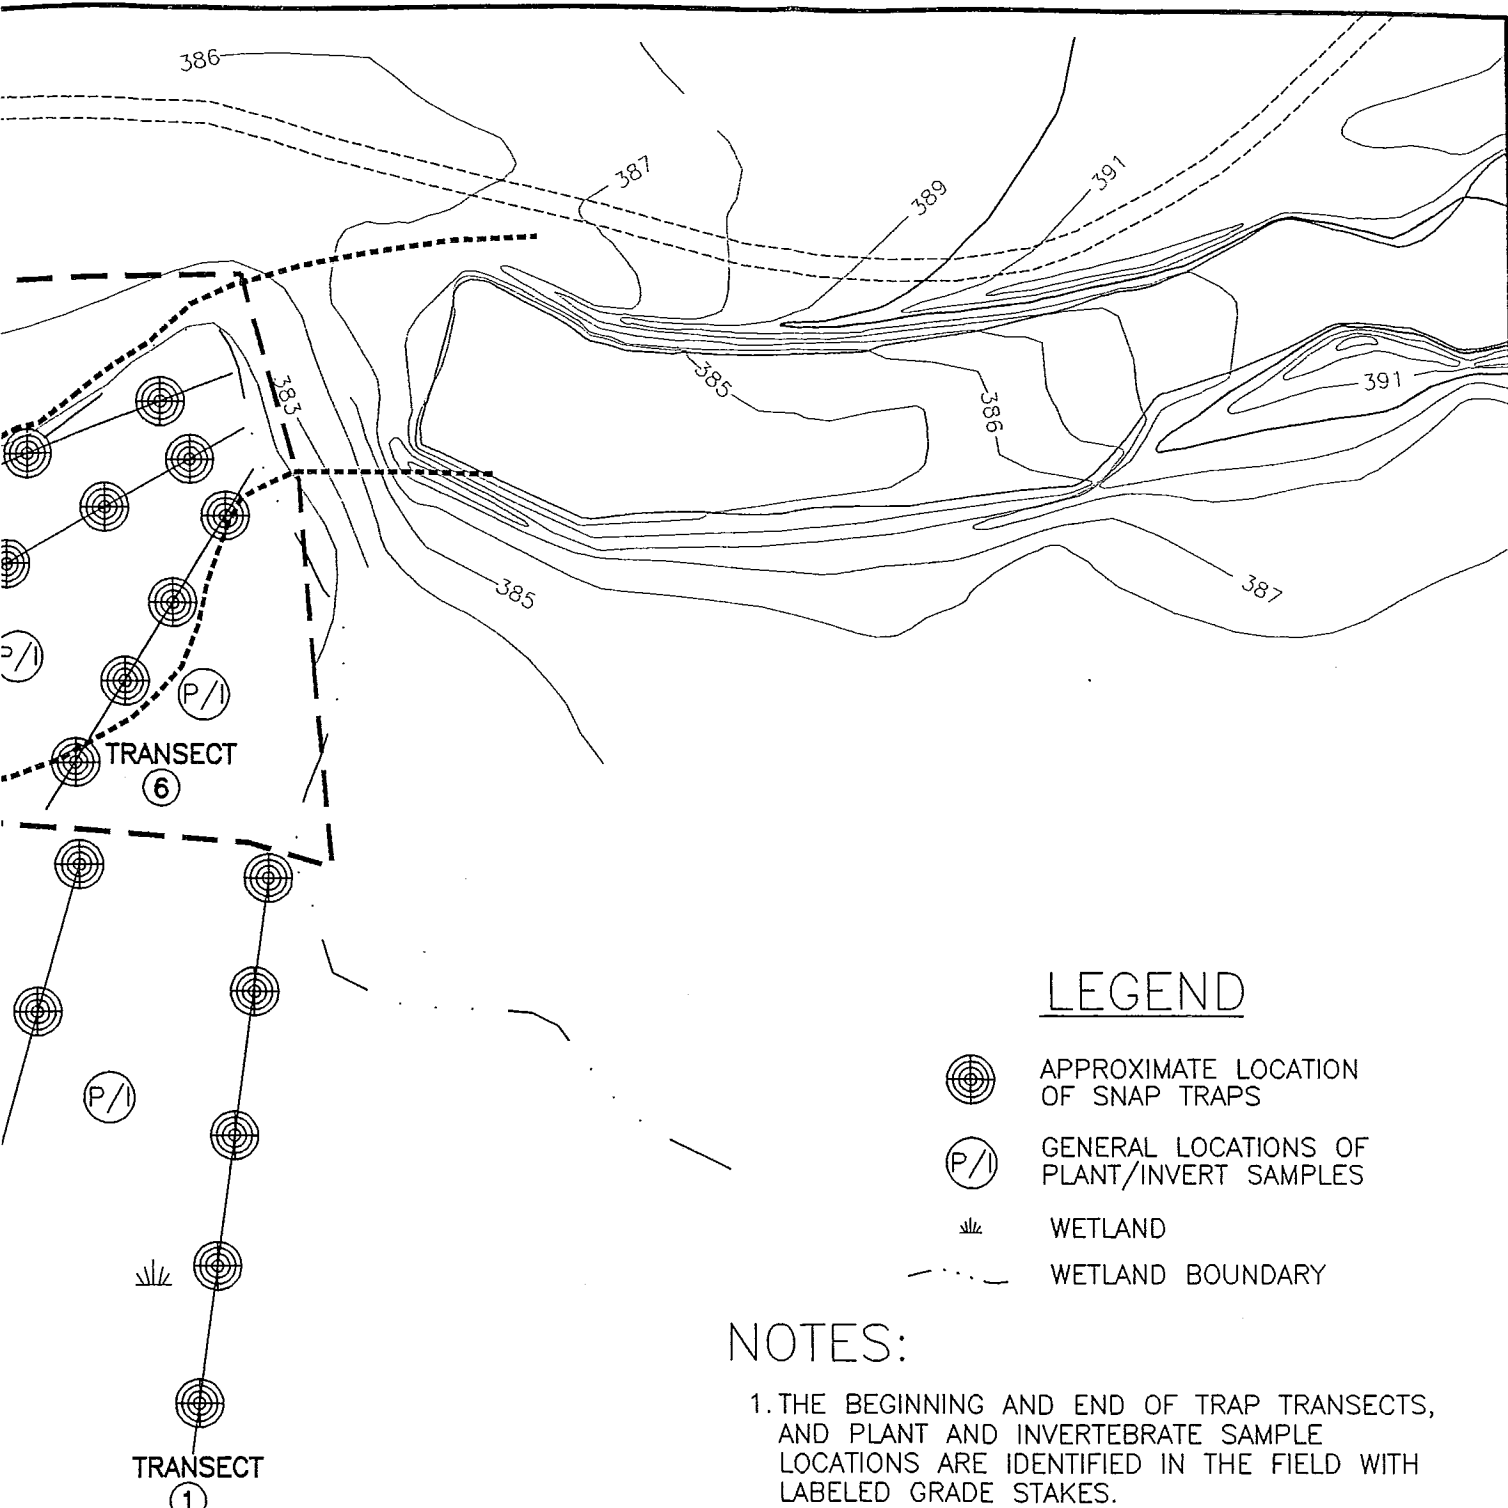 386
387
389
391
383
385
386
391
385
387
P/I
P/I
TRANSECT
6
P/I
LEGEND
APPROXIMATE LOCATION
OF SNAP TRAPS
P/I
GENERAL LOCATIONS OF
PLANT/INVERT SAMPLES
WETLAND
WETLAND BOUNDARY
NOTES:
1. THE BEGINNING AND END OF TRAP TRANSECTS,
AND PLANT AND INVERTEBRATE SAMPLE
LOCATIONS ARE IDENTIFIED IN THE FIELD WITH
LABELED GRADE STAKES.
TRANSECT
1